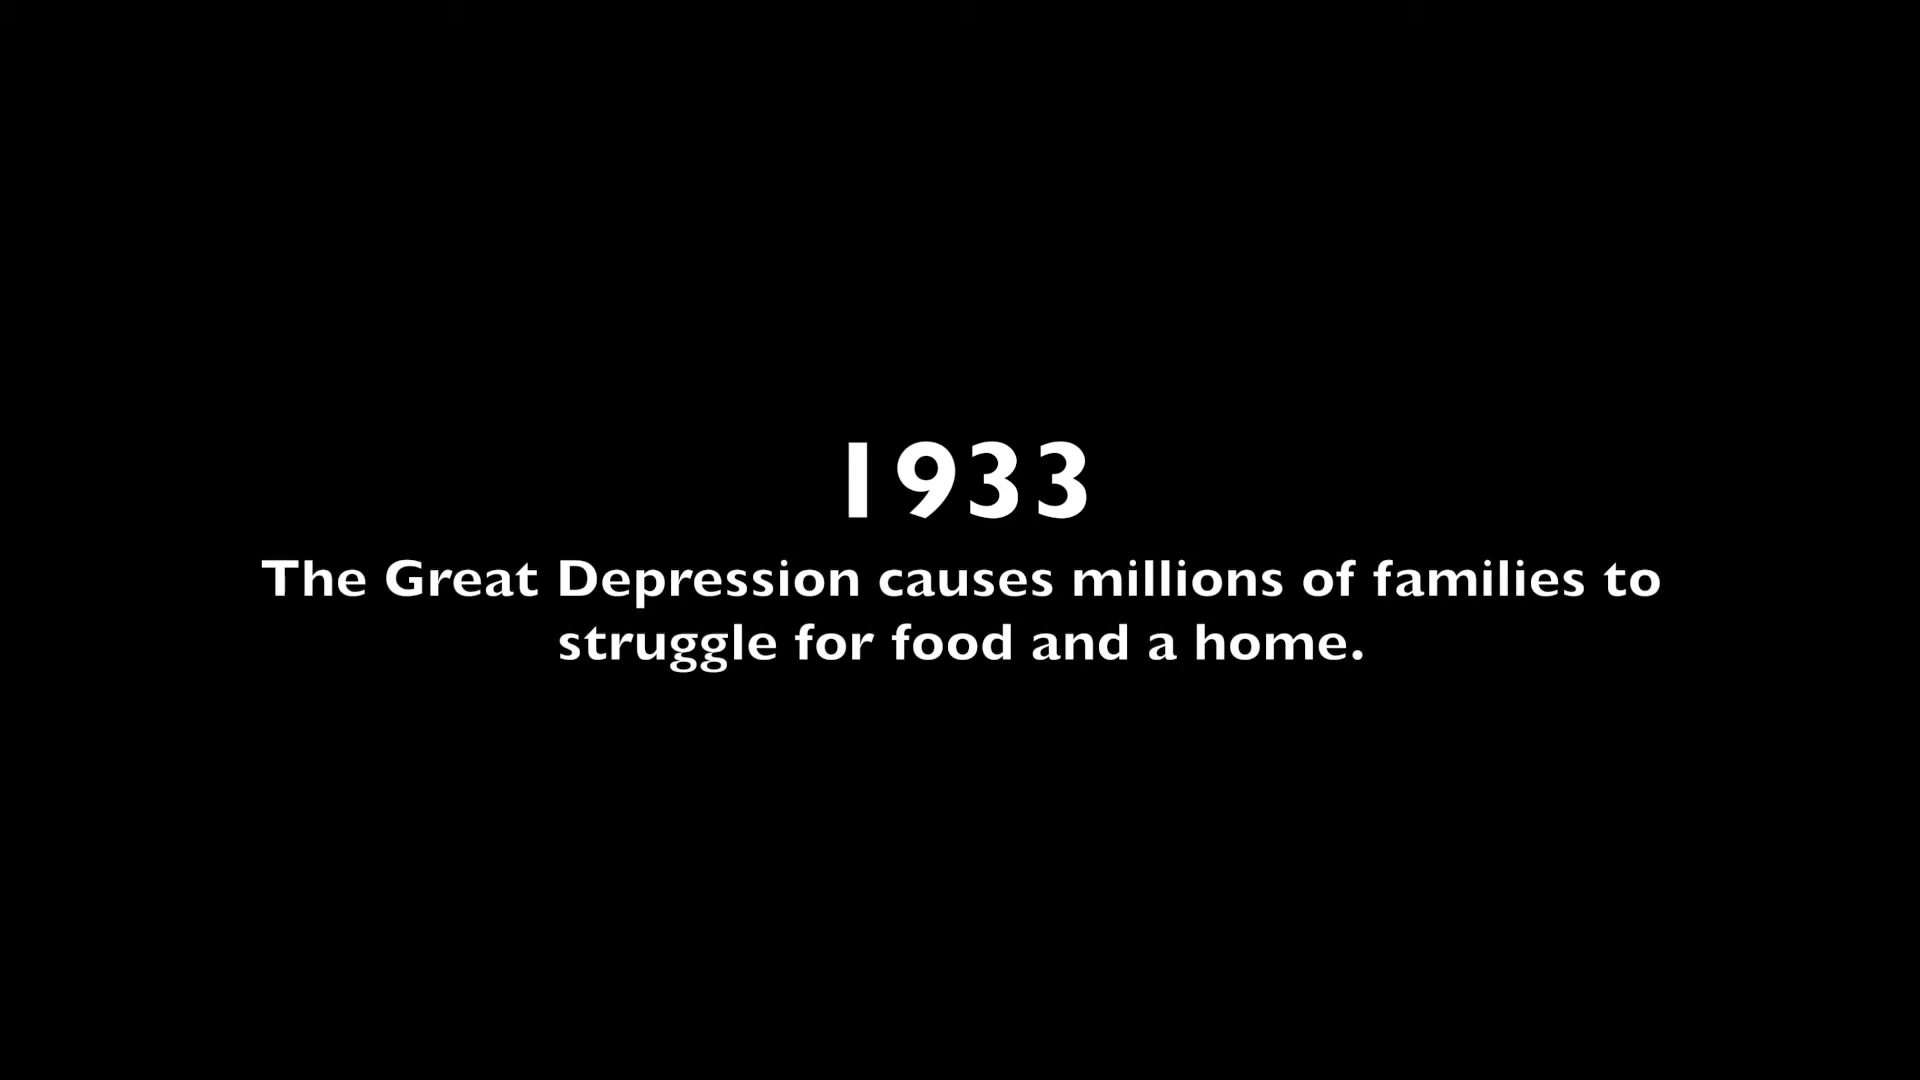 1933
The Great Depression causes millions of families to
struggle for food and a home.